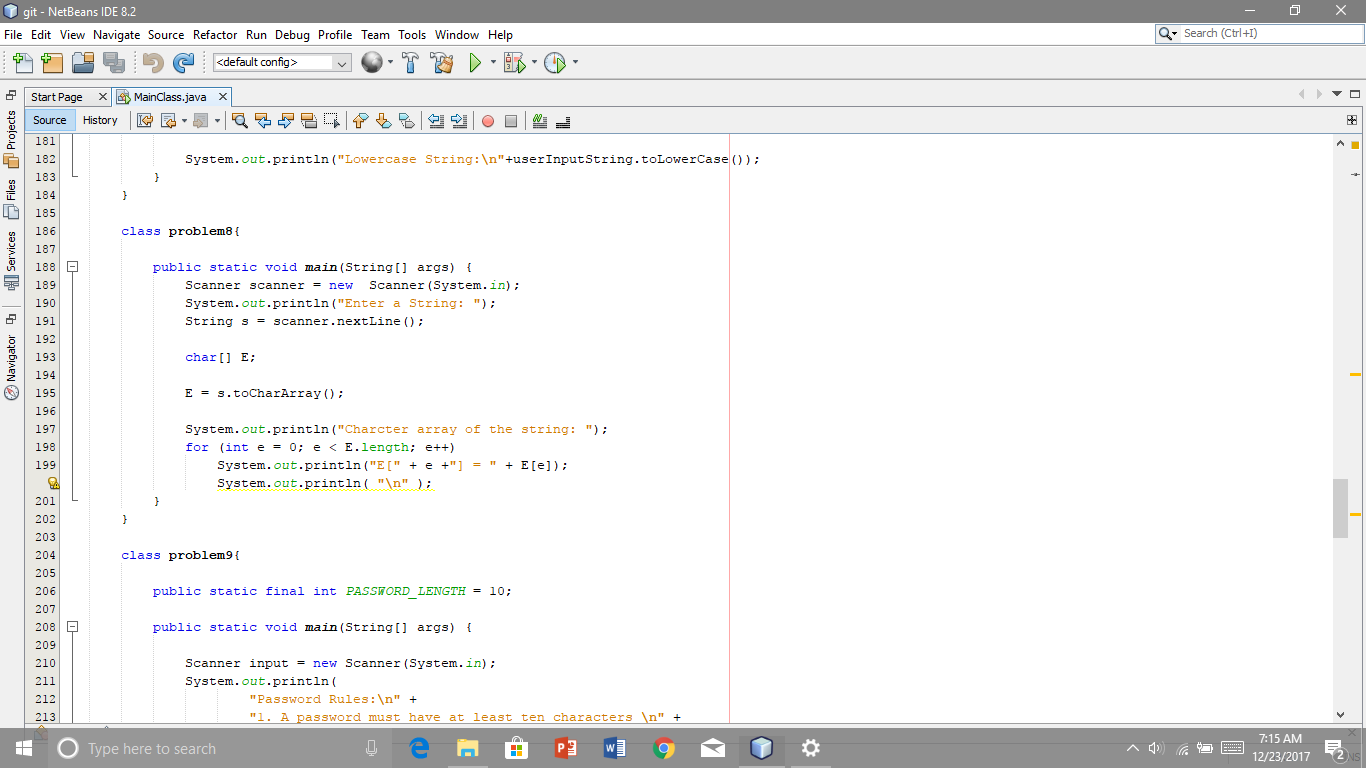 git - NetBeans IDE 8.2
File Edit View Navigate Source Refactor Run Debug Profile Team Tools Window Help
Search (Ctrl+I)
<default config>
Start Page
MainClass.java
Source History
Projects
Files
Services
Navigator
181
182 System.out.println("Lowercase String:\n"+userInputString.toLowerCase());
183 }
184 }
185
186 class problem8{
187
188 public static void main(String[] args) {
189 Scanner scanner = new  Scanner(System.in);
190 System.out.println("Enter a String: ");
191 String s = scanner.nextLine();
192
193 char[] E;
194
195 E = s.toCharArray();
196
197 System.out.println("Charcter array of the string: ");
198 for (int e = 0; e < E.length; e++)
199 System.out.println("E[" + e +"] = " + E[e]);
System.out.println( "\n" );
201 }
202 }
203
204 class problem9{
205
206 public static final int PASSWORD_LENGTH = 10;
207
208 public static void main(String[] args) {
209
210 Scanner input = new Scanner(System.in);
211 System.out.println(
212 "Password Rules:\n" +
213 "1. A password must have at least ten characters \n" +
Type here to search
7:15 AM
12/23/2017
2